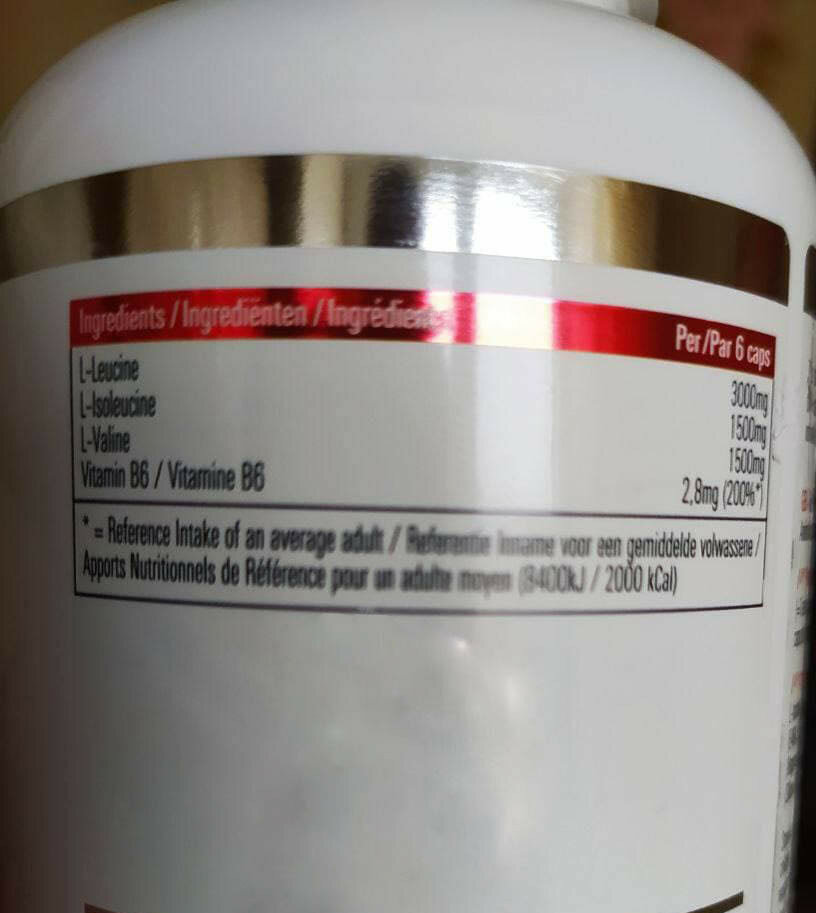 Ingredients / Ingrediënten / Ingrédients Per/Par 6 caps
L-Leucine 3000mg
L-Isoleucine 1500mg
L-Valine 1500mg
Vitamin B6 / Vitamine B6 2,8mg (200%*)
* = Reference Intake of an average adult / Referentie Inname voor een gemiddelde volwassene /
Apports Nutritionnels de Référence pour un adulte moyen (8400kJ / 2000 kCal)